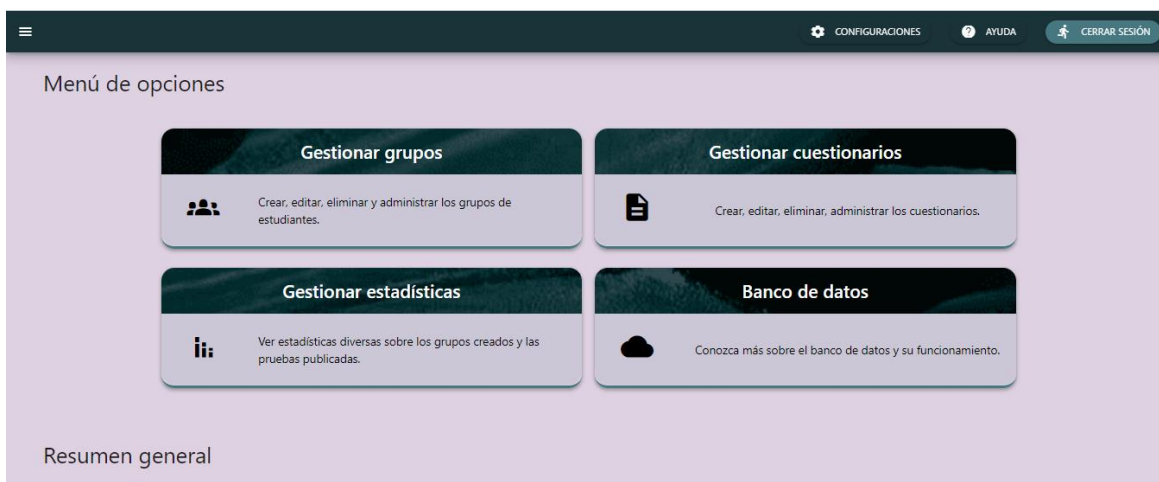 CONFIGURACIONES
AYUDA
CERRAR SESIÓN
Menú de opciones
Gestionar grupos
Crear, editar, eliminar y administrar los grupos de
estudiantes.
Gestionar cuestionarios
Crear, editar, eliminar, administrar los cuestionarios.
Gestionar estadísticas
Ver estadísticas diversas sobre los grupos creados y las
pruebas publicadas.
Banco de datos
Conozca más sobre el banco de datos y su funcionamiento.
Resumen general